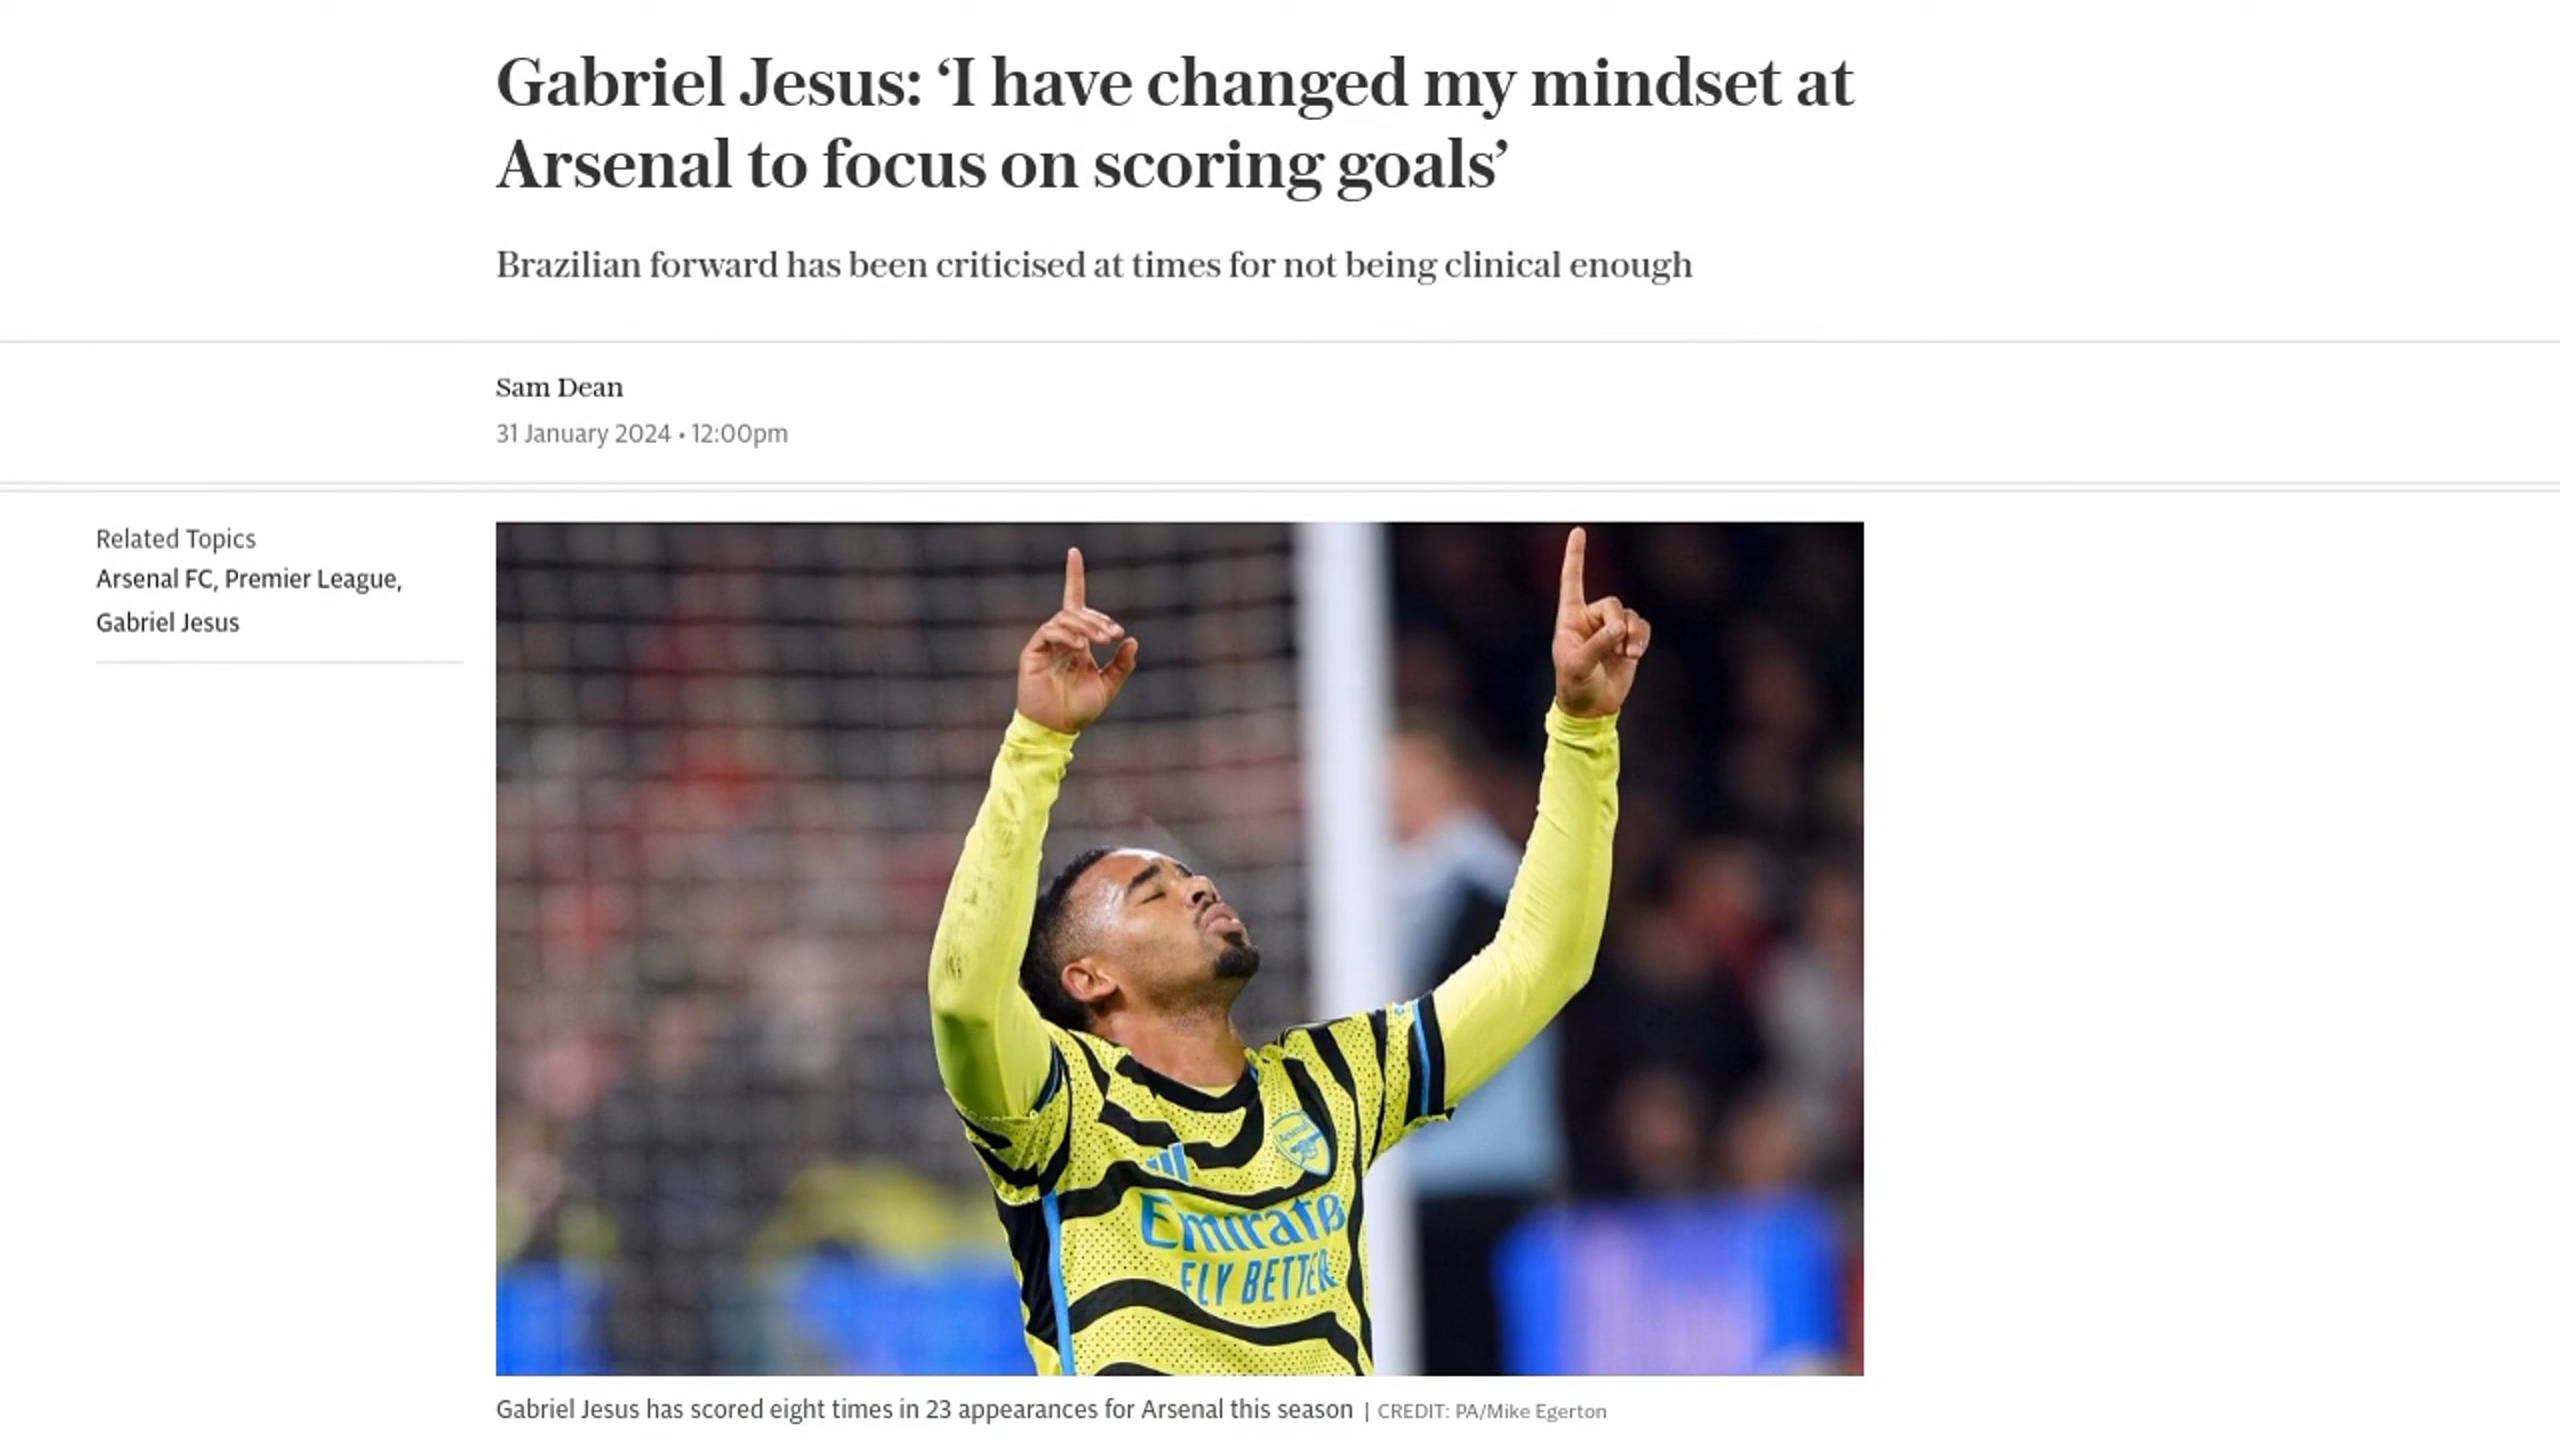 Gabriel Jesus: ‘I have changed my mindset at
Arsenal to focus on scoring goals’
Brazilian forward has been criticised at times for not being clinical enough
Sam Dean
31 January 2024 • 12:00pm
Related Topics
Arsenal FC, Premier League,
Gabriel Jesus
Arsenal
Emirates
FLY BETTER
Gabriel Jesus has scored eight times in 23 appearances for Arsenal this season | CREDIT: PA/Mike Egerton